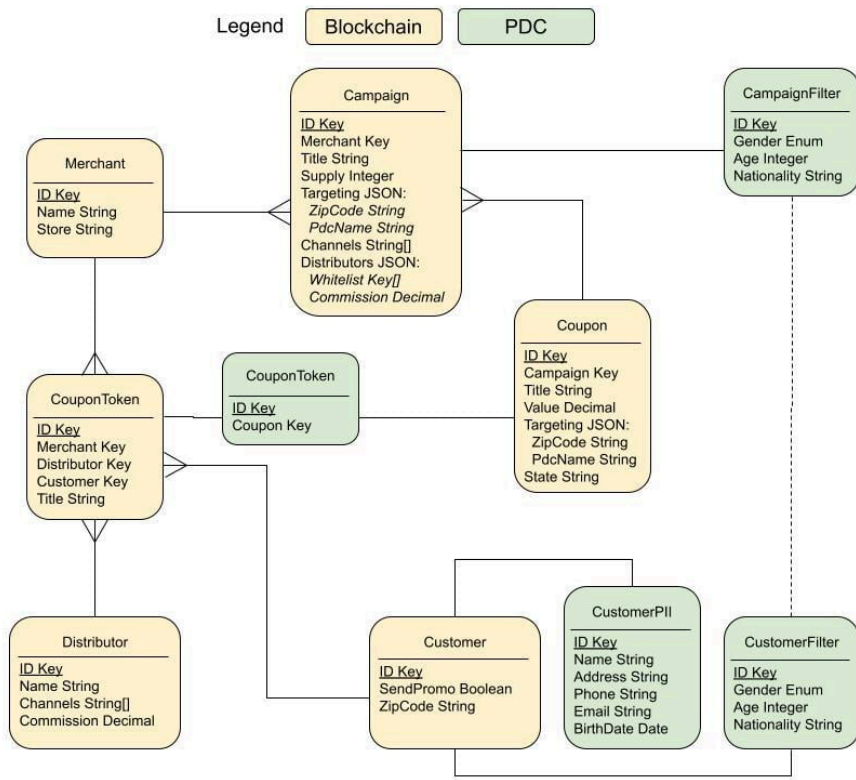 Legend
Blockchain
PDC
Campaign
ID Key
Merchant Key
Title String
Supply Integer
Targeting JSON:
ZipCode String
PdcName String
Channels String[]
Distributors JSON:
Whitelist Key[]
Commission Decimal
CampaignFilter
ID Key
Gender Enum
Age Integer
Nationality String
Merchant
ID Key
Name String
Store String
Coupon
ID Key
Campaign Key
Title String
Value Decimal
Targeting JSON:
ZipCode String
PdcName String
State String
CouponToken
ID Key
Coupon Key
CouponToken
ID Key
Merchant Key
Distributor Key
Customer Key
Title String
Distributor
ID Key
Name String
Channels String[]
Commission Decimal
Customer
ID Key
SendPromo Boolean
ZipCode String
CustomerPII
ID Key
Name String
Address String
Phone String
Email String
BirthDate Date
CustomerFilter
ID Key
Gender Enum
Age Integer
Nationality String